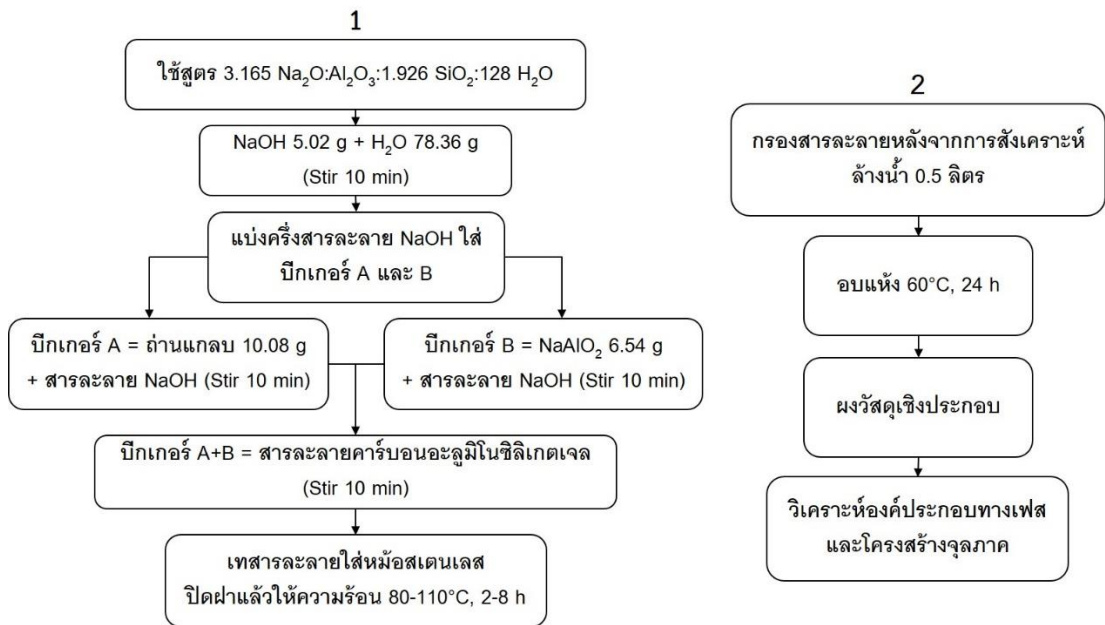 1
ใช้สูตร 3.165 Na₂O:Al₂O₃:1.926 SiO₂:128 H₂O
NaOH 5.02 g + H₂O 78.36 g
(Stir 10 min)
แบ่งครึ่งสารละลาย NaOH ใส่
บีกเกอร์ A และ B
บีกเกอร์ A = ถ่านแกลบ 10.08 g
+ สารละลาย NaOH (Stir 10 min)
บีกเกอร์ B = NaAlO₂ 6.54 g
+ สารละลาย NaOH (Stir 10 min)
บีกเกอร์ A+B = สารละลายคาร์บอนอะลูมิโนซิลิเกตเจล
(Stir 10 min)
เทสารละลายใส่หม้อสเตนเลส
ปิดฝาแล้วให้ความร้อน 80-110°C, 2-8 h
2
กรองสารละลายหลังจากการสังเคราะห์
ล้างน้ำ 0.5 ลิตร
อบแห้ง 60°C, 24 h
ผงวัสดุเชิงประกอบ
วิเคราะห์องค์ประกอบทางเฟส
และโครงสร้างจุลภาค